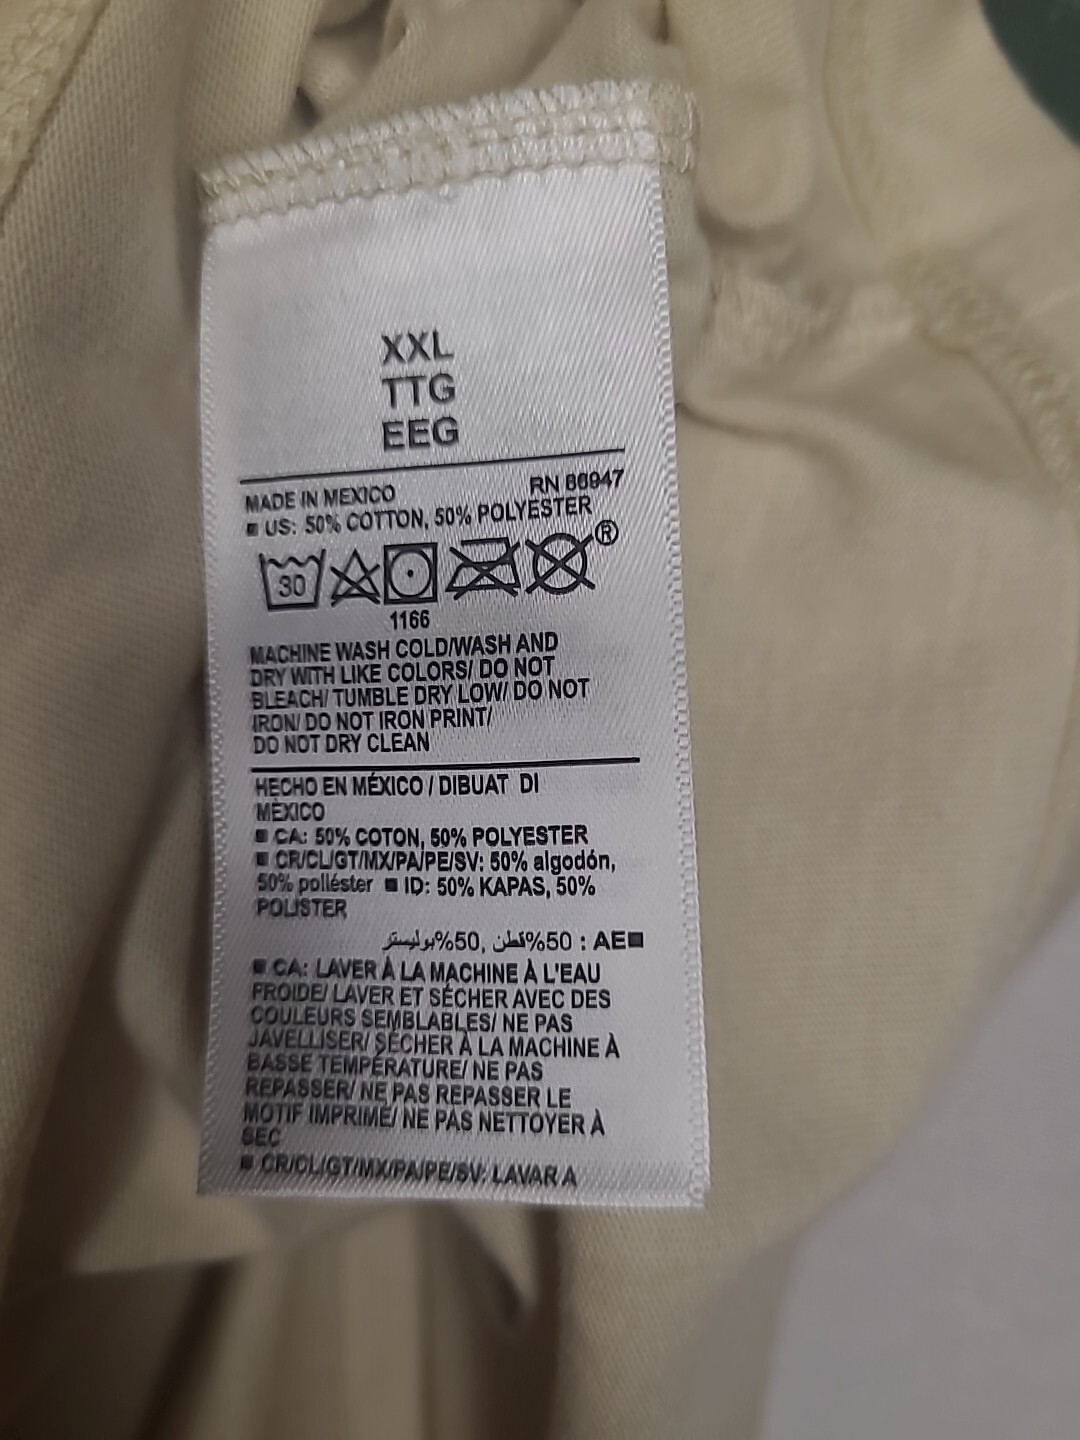 XXL
TTG
EEG
MADE IN MEXICO RN 86947
■ US: 50% COTTON, 50% POLYESTER
30 ®
1166
MACHINE WASH COLD/WASH AND
DRY WITH LIKE COLORS/ DO NOT
BLEACH/ TUMBLE DRY LOW/ DO NOT
IRON/ DO NOT IRON PRINT/
DO NOT DRY CLEAN
HECHO EN MÉXICO / DIBUAT DI
MÉXICO
■ CA: 50% COTON, 50% POLYESTER
■ CR/CL/GT/MX/PA/PE/SV: 50% algodón,
50% poliéster ■ ID: 50% KAPAS, 50%
POLISTER
■AE : 50%قطن, 50%بوليستر
■ CA: LAVER À LA MACHINE À L'EAU
FROIDE/ LAVER ET SÉCHER AVEC DES
COULEURS SEMBLABLES/ NE PAS
JAVELLISER/ SÉCHER À LA MACHINE À
BASSE TEMPÉRATURE/ NE PAS
REPASSER/ NE PAS REPASSER LE
MOTIF IMPRIMÉ/ NE PAS NETTOYER À
SEC
■ CR/CL/GT/MX/PA/PE/SV: LAVAR A